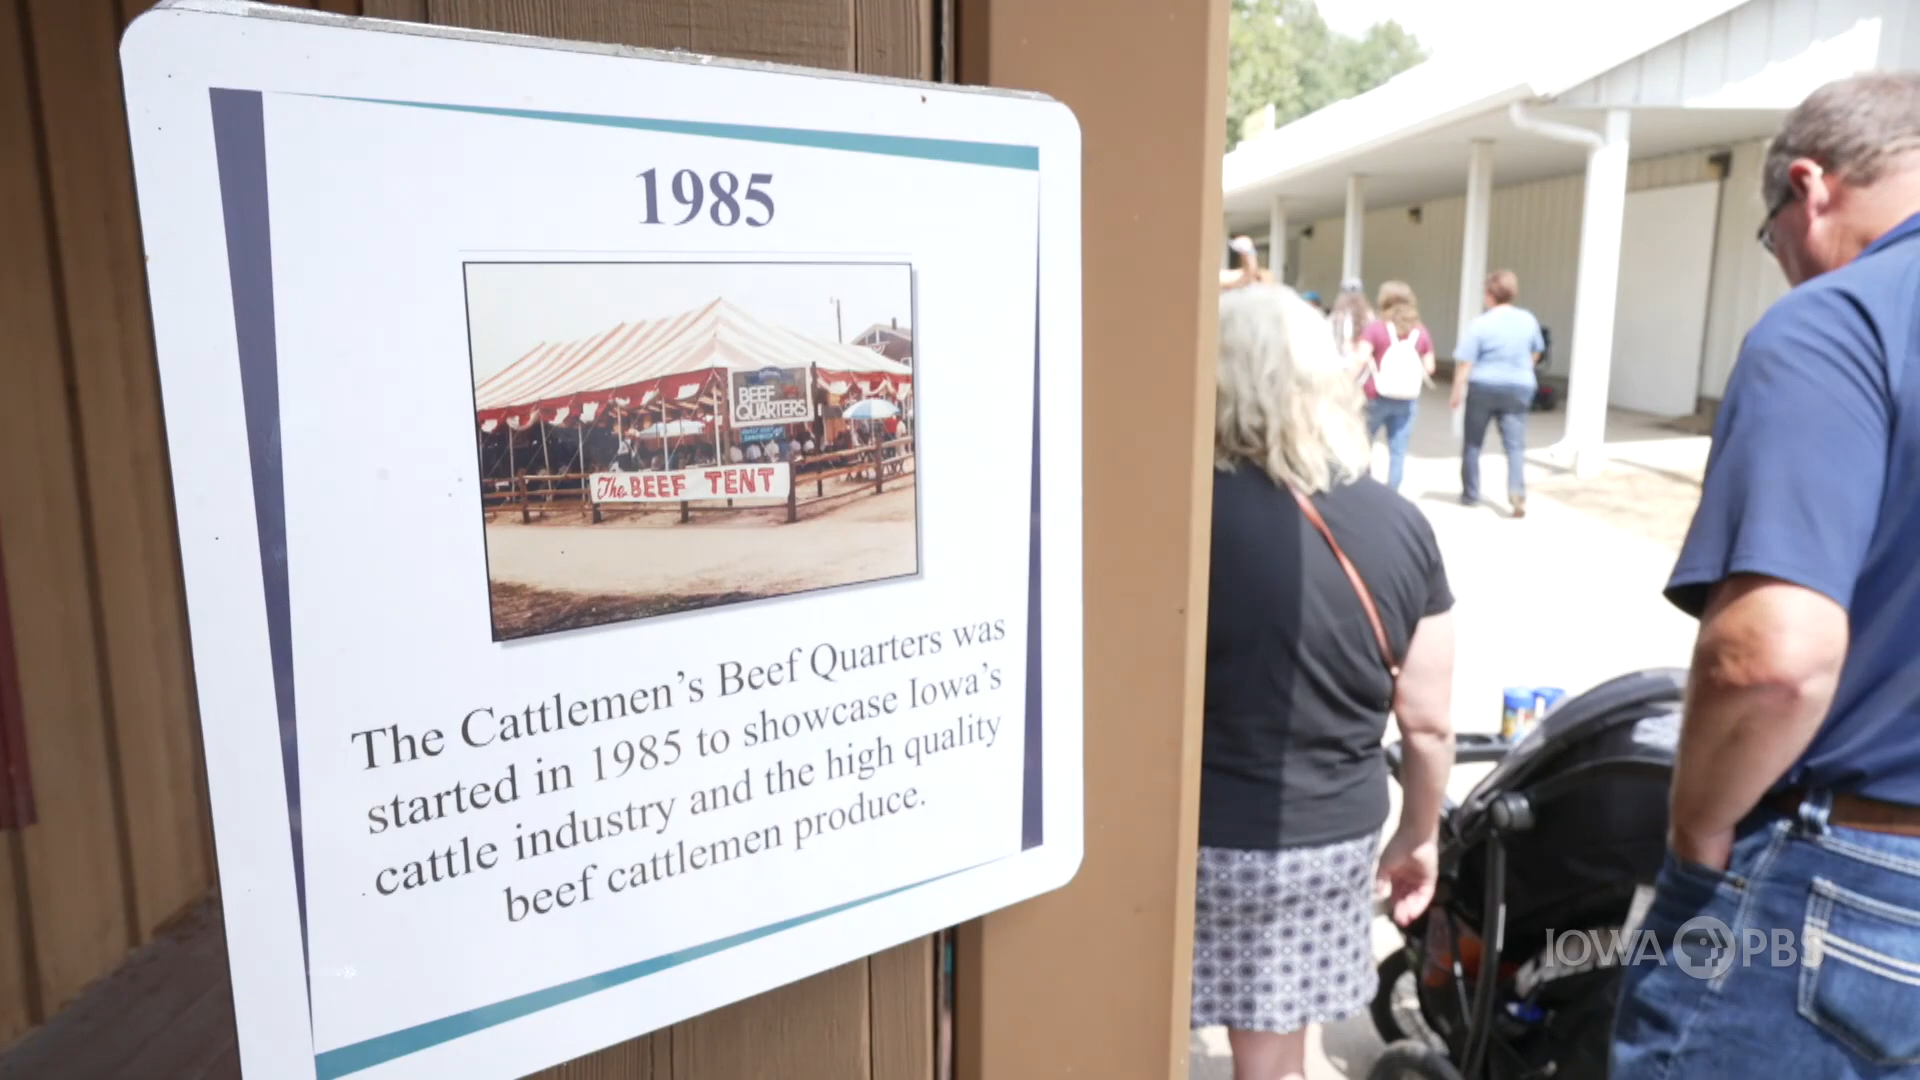 1985
BEEF
QUARTERS
The BEEF TENT
The Cattlemen's Beef Quarters was
started in 1985 to showcase Iowa's
cattle industry and the high quality
beef cattlemen produce.
IOWA PBS